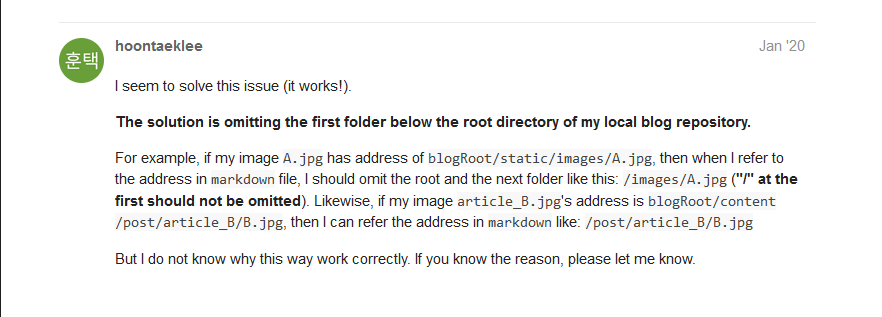 훈택
hoontaeklee
Jan '20
I seem to solve this issue (it works!).
The solution is omitting the first folder below the root directory of my local blog repository.
For example, if my image A.jpg has address of blogRoot/static/images/A.jpg, then when I refer to
the address in markdown file, I should omit the root and the next folder like this: /images/A.jpg ("/" at the
first should not be omitted). Likewise, if my image article_B.jpg's address is blogRoot/content
/post/article_B/B.jpg, then I can refer the address in markdown like: /post/article_B/B.jpg
But I do not know why this way work correctly. If you know the reason, please let me know.